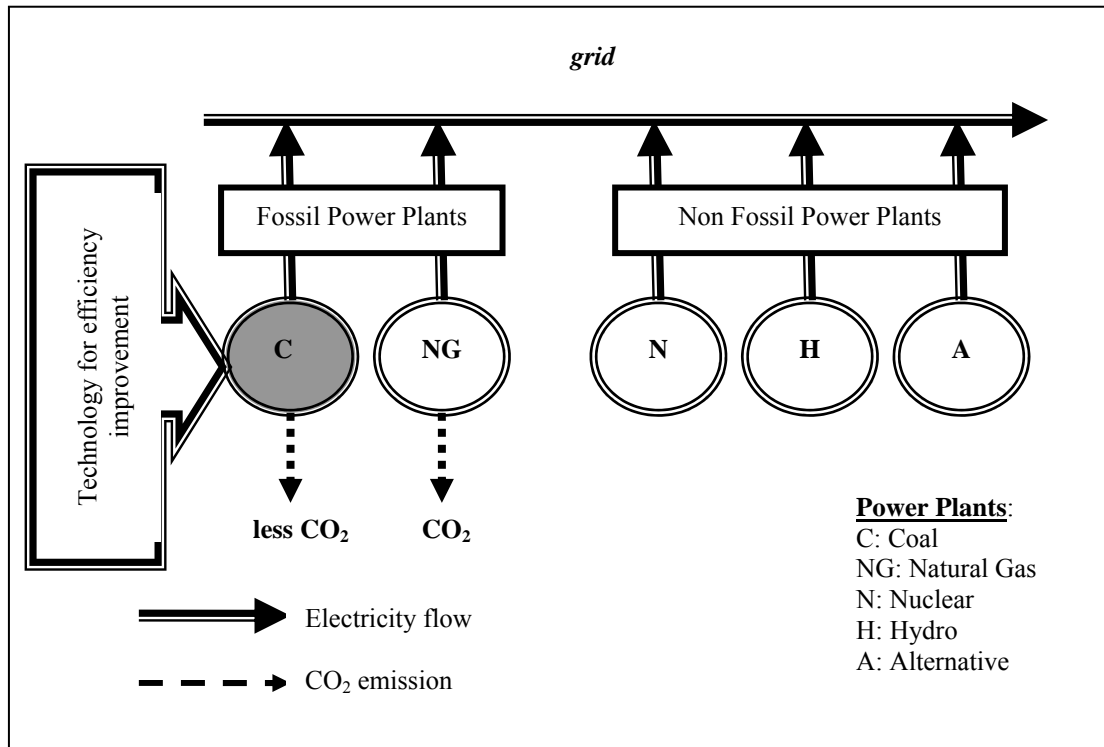 grid
Fossil Power Plants
Non Fossil Power Plants
Technology for efficiency
improvement
C
NG
N
H
A
less CO₂
CO₂
Power Plants:
C: Coal
NG: Natural Gas
N: Nuclear
H: Hydro
A: Alternative
Electricity flow
CO₂ emission